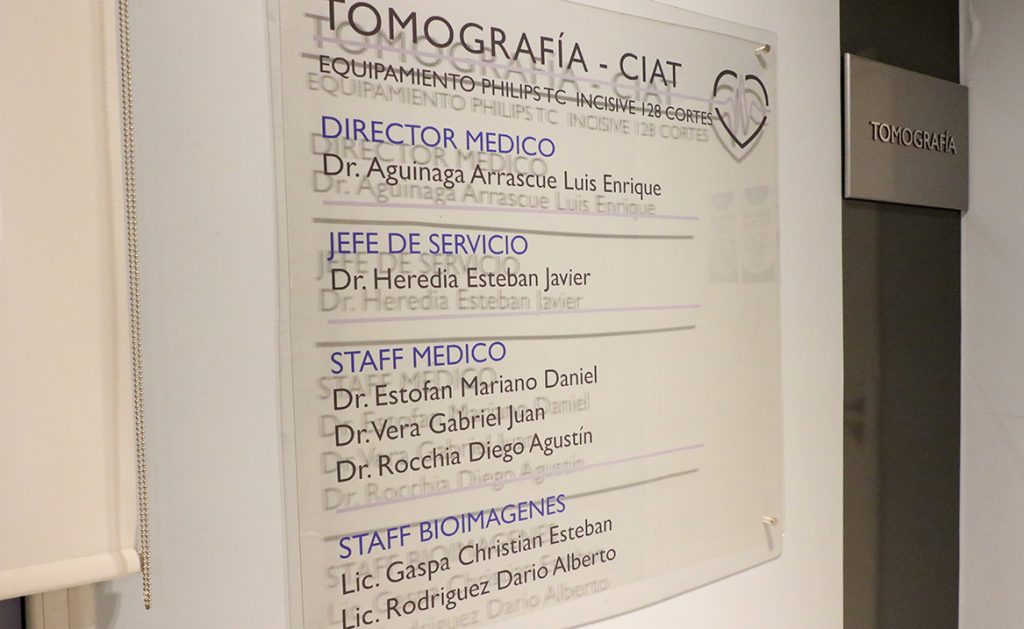 TOMOGRAFÍA - CIAT
EQUIPAMIENTO PHILIPS TC INCISIVE 128 CORTES
DIRECTOR MEDICO
Dr. Aguinaga Arrascue Luis Enrique
JEFE DE SERVICIO
Dr. Heredia Esteban Javier
STAFF MEDICO
Dr. Estofan Mariano Daniel
Dr. Vera Gabriel Juan
Dr. Rocchia Diego Agustín
STAFF BIOIMAGENES
Lic. Gaspa Christian Esteban
Lic. Rodriguez Dario Alberto
TOMOGRAFÍA